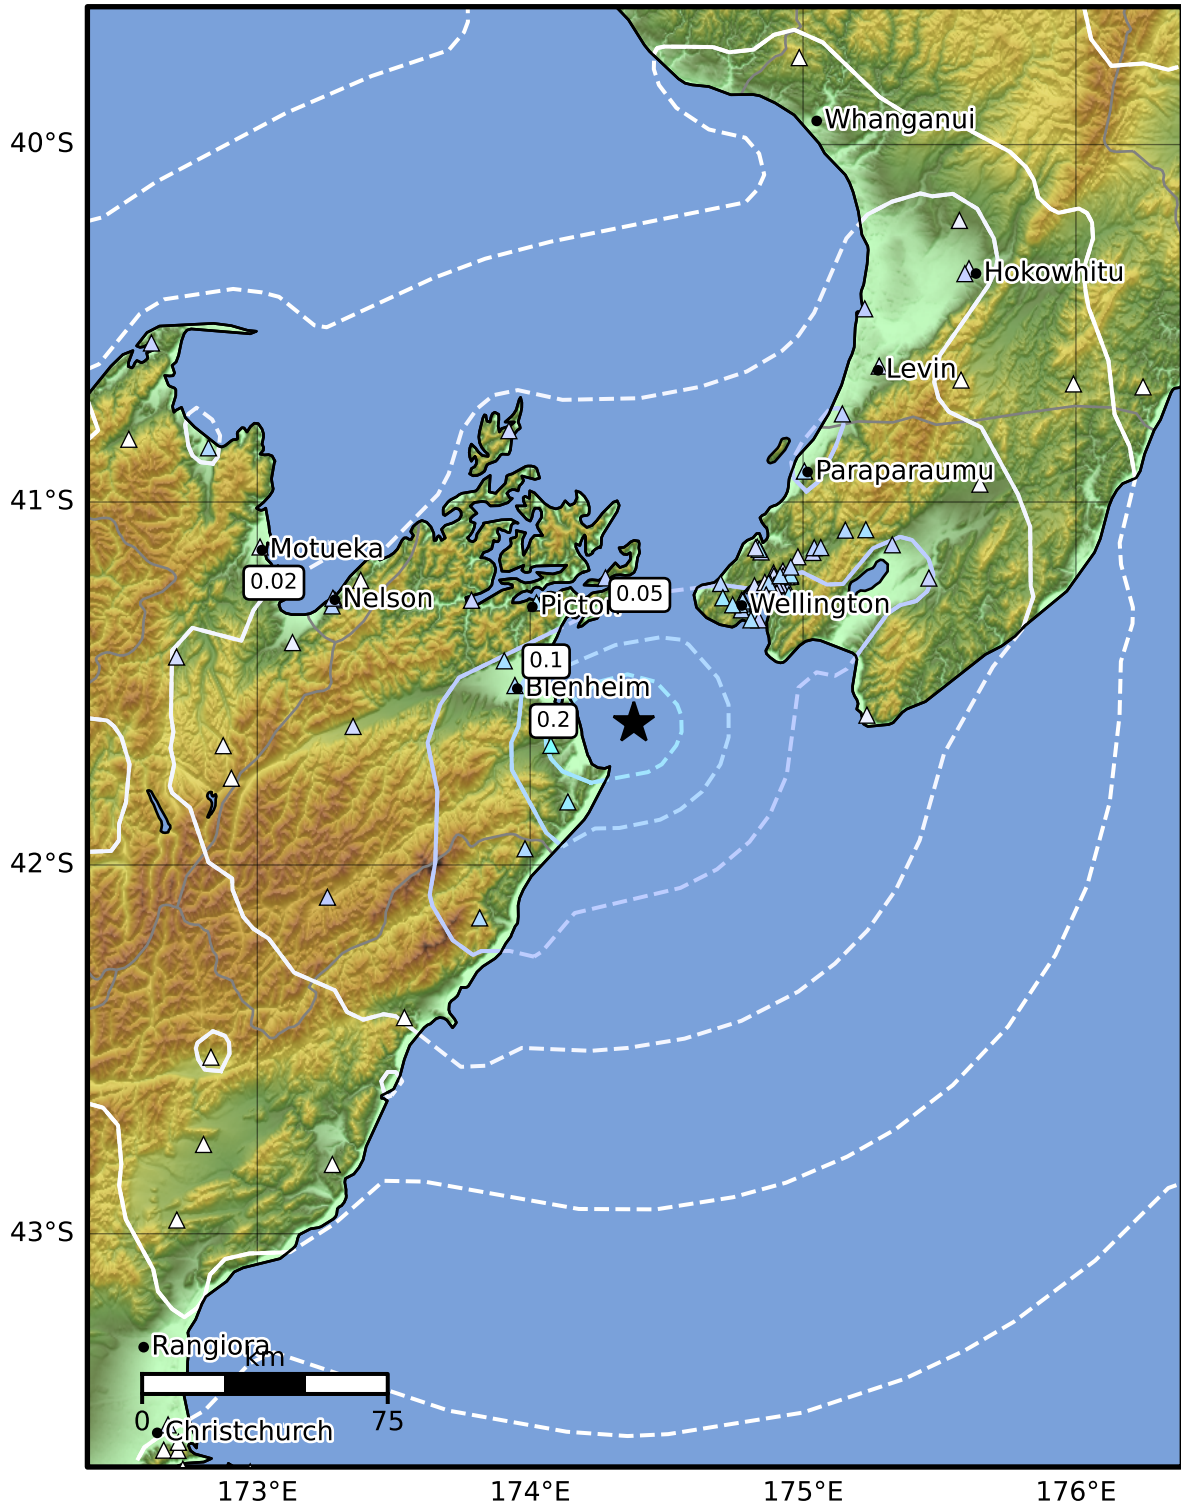 40°S
Whanganui
Hokowhitu
Levin
Paraparaumu
41°S
Motueka
0.02
Nelson
Picton
0.05
Wellington
0.1
Blenheim
0.2
42°S
43°S
Rangiora
km
0
75
Christchurch
173°E
174°E
175°E
176°E